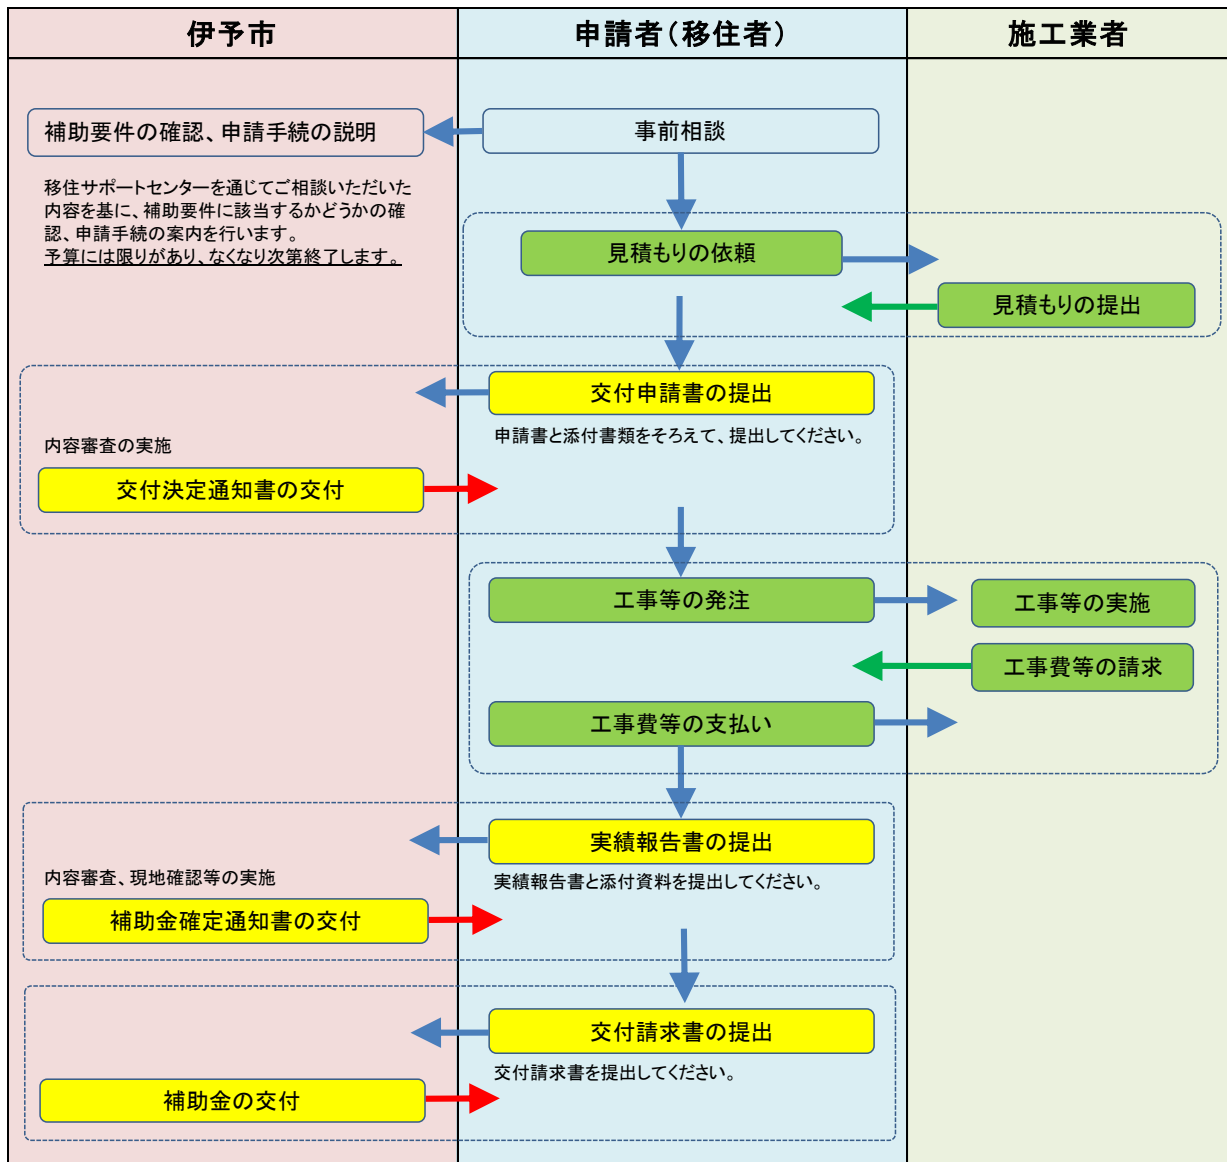 伊予市
申請者(移住者)
施工業者
補助要件の確認、申請手続の説明
事前相談
移住サポートセンターを通じてご相談いただいた
内容を基に、補助要件に該当するかどうかの確
認、申請手続の案内を行います。
予算には限りがあり、なくなり次第終了します。
見積もりの依頼
見積もりの提出
交付申請書の提出
申請書と添付書類をそろえて、提出してください。
内容審査の実施
交付決定通知書の交付
工事等の発注
工事等の実施
工事費等の請求
工事費等の支払い
実績報告書の提出
実績報告書と添付資料を提出してください。
内容審査、現地確認等の実施
補助金確定通知書の交付
交付請求書の提出
交付請求書を提出してください。
補助金の交付